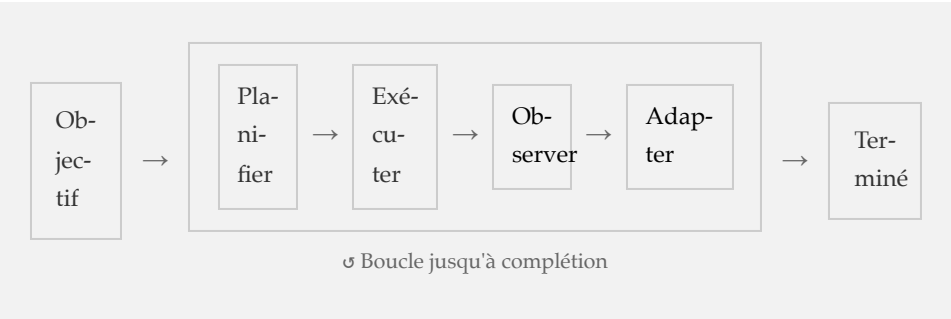 Ob-
jec-
tif
→
Pla-
ni-
fier
→
Exé-
cu-
ter
→
Ob-
server
→
Adap-
ter
→
Ter-
miné
↺ Boucle jusqu'à complétion